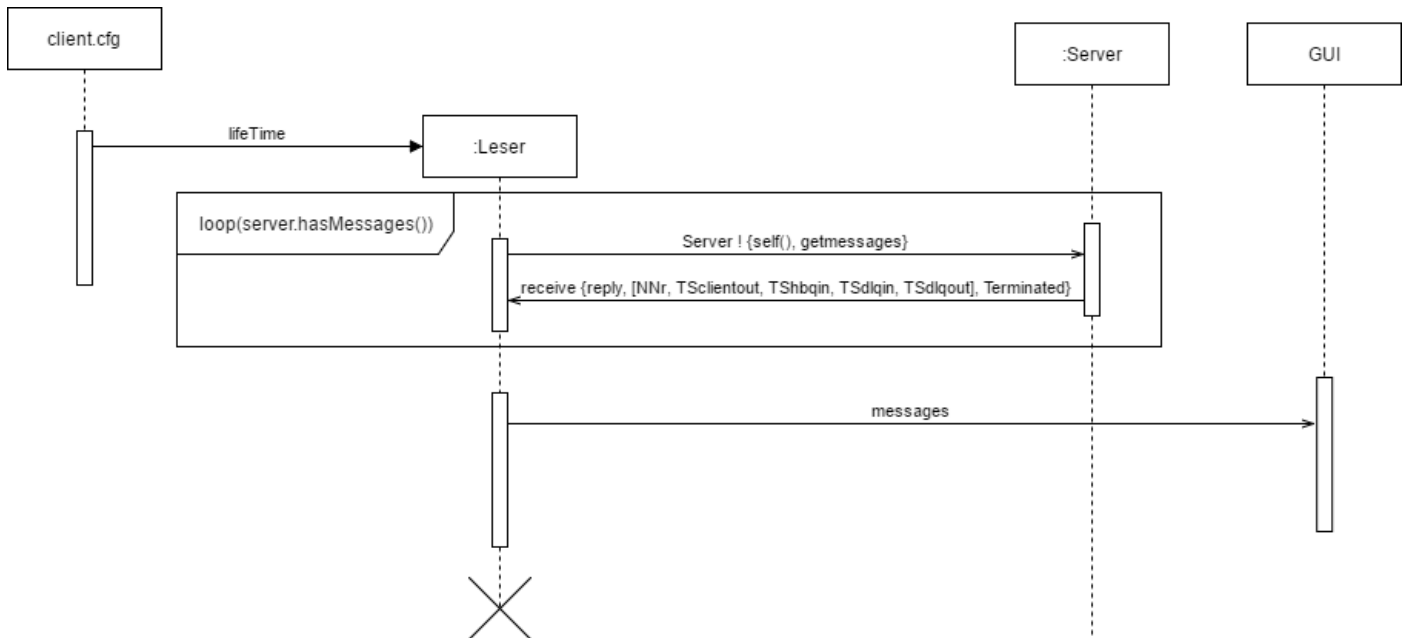 client.cfg
:Server
GUI
lifeTime
:Leser
loop(server.hasMessages())
Server ! {self(), getmessages}
receive {reply, [NNr, TSclientout, TShbqin, TSdlqin, TSdlqout], Terminated}
messages